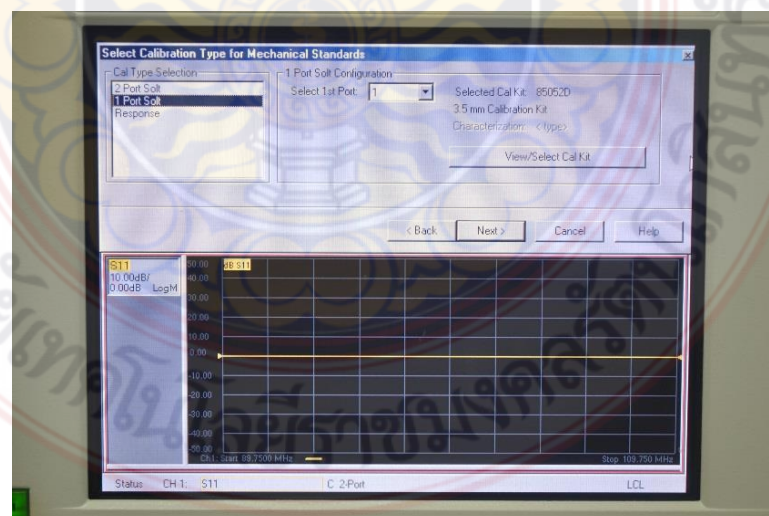 Select Calibration Type for Mechanical Standards
Cal Type Selection
2 Port Solt
1 Port Solt
Response
1 Port Solt Configuration
Select 1st Port: 1
Selected Cal Kit: 85052D
3.5 mm Calibration Kit
Characterization: <type>
View/Select Cal Kit
< Back
Next >
Cancel
Help
S11
10.00dB/
0.00dB LogM
dB S11
50.00
40.00
30.00
20.00
10.00
0.00
-10.00
-20.00
-30.00
-40.00
-50.00
Ch1: Start 89.7500 MHz
Stop 109.750 MHz
Status CH 1: S11 C 2-Port LCL